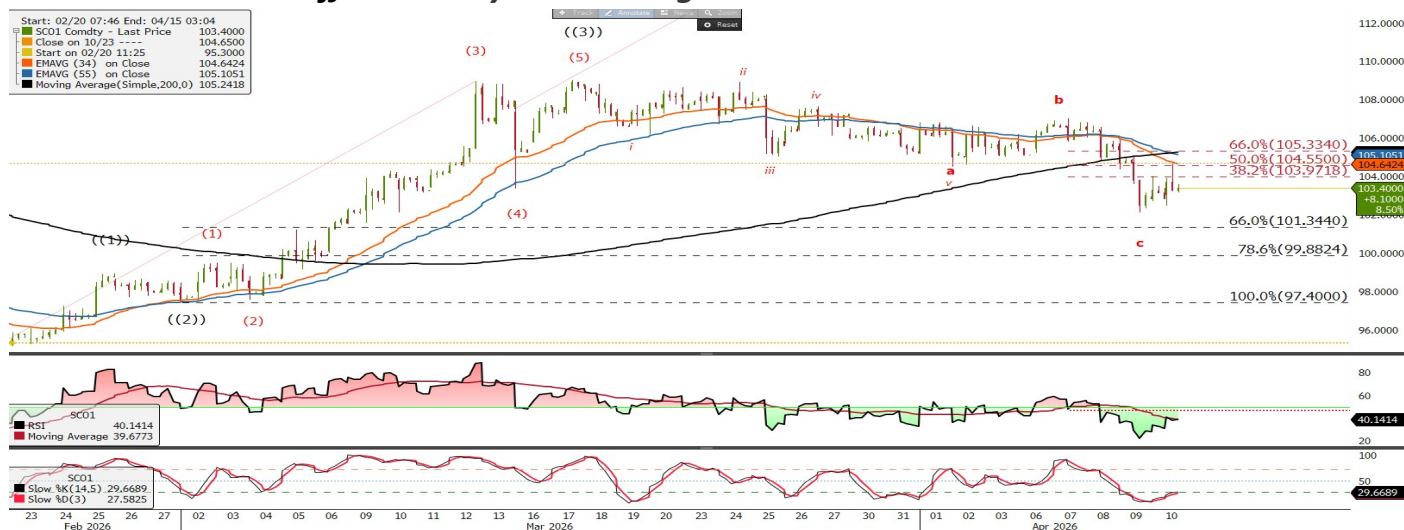 Track Annotate News Zoom
Reset
Start: 02/20 07:46 End: 04/15 03:04
SCO1 Comdty - Last Price 103.4000
Close on 10/23 ---- 104.6500
Start on 02/20 11:25 95.3000
EMAVG (34) on Close 104.6424
EMAVG (55) on Close 105.1051
Moving Average(Simple,200,0) 105.2418
((3))
(3)
(5)
ii
iv
i
iii
b
a
v
(4)
c
((1))
(1)
((2))
(2)
66.0%(105.3340)
50.0%(104.5500)
38.2%(103.9718)
66.0%(101.3440)
78.6%(99.8824)
100.0%(97.4000)
112.0000
110.0000
108.0000
106.0000
105.1051
104.6424
104.0000
103.4000
+8.1000
8.50%
102.0000
100.0000
98.0000
96.0000
SCO1
RSI 40.1414
Moving Average 39.6773
80
60
40.1414
20
SCO1
Slow %K(14,5) 29.6689
Slow %D(3) 27.5825
100
50
29.6689
0
23 24 25 26 27 02 03 04 05 06 09 10 11 12 13 16 17 18 19 20 23 24 25 26 27 30 31 01 02 03 06 07 08 09 10
Feb 2026 Mar 2026 Apr 2026